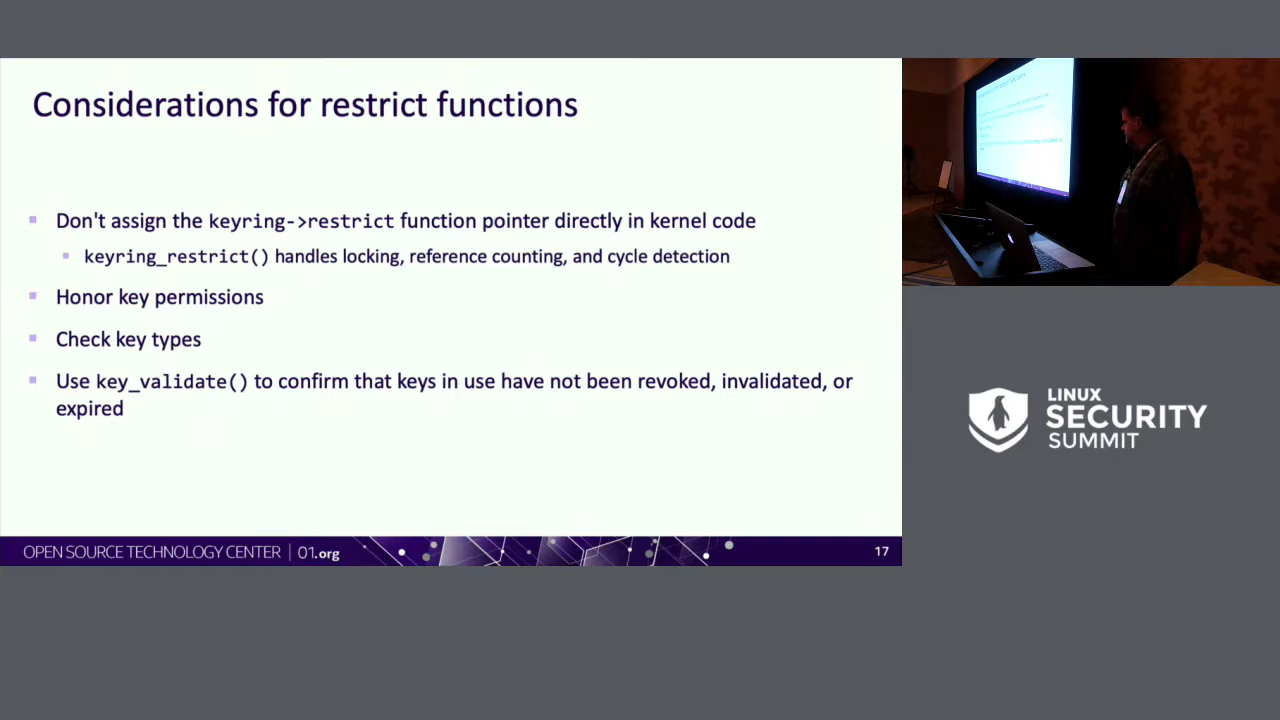 Considerations for restrict functions
Don't assign the keyring->restrict function pointer directly in kernel code
keyring_restrict() handles locking, reference counting, and cycle detection
Honor key permissions
Check key types
Use key_validate() to confirm that keys in use have not been revoked, invalidated, or
expired
OPEN SOURCE TECHNOLOGY CENTER | 01.org
17
LINUX
SECURITY
SUMMIT